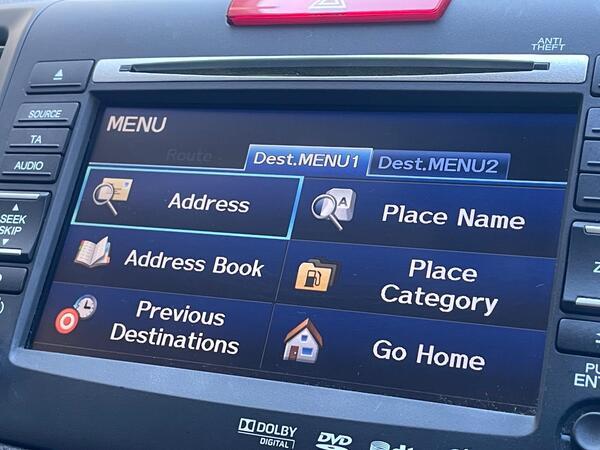 ANTI
THEFT
SOURCE
TA
AUDIO
SEEK
SKIP
MENU
Route
Dest.MENU1
Dest.MENU2
Address
Place Name
Address Book
Place
Category
Previous
Destinations
Go Home
DOLBY
DIGITAL
DVD